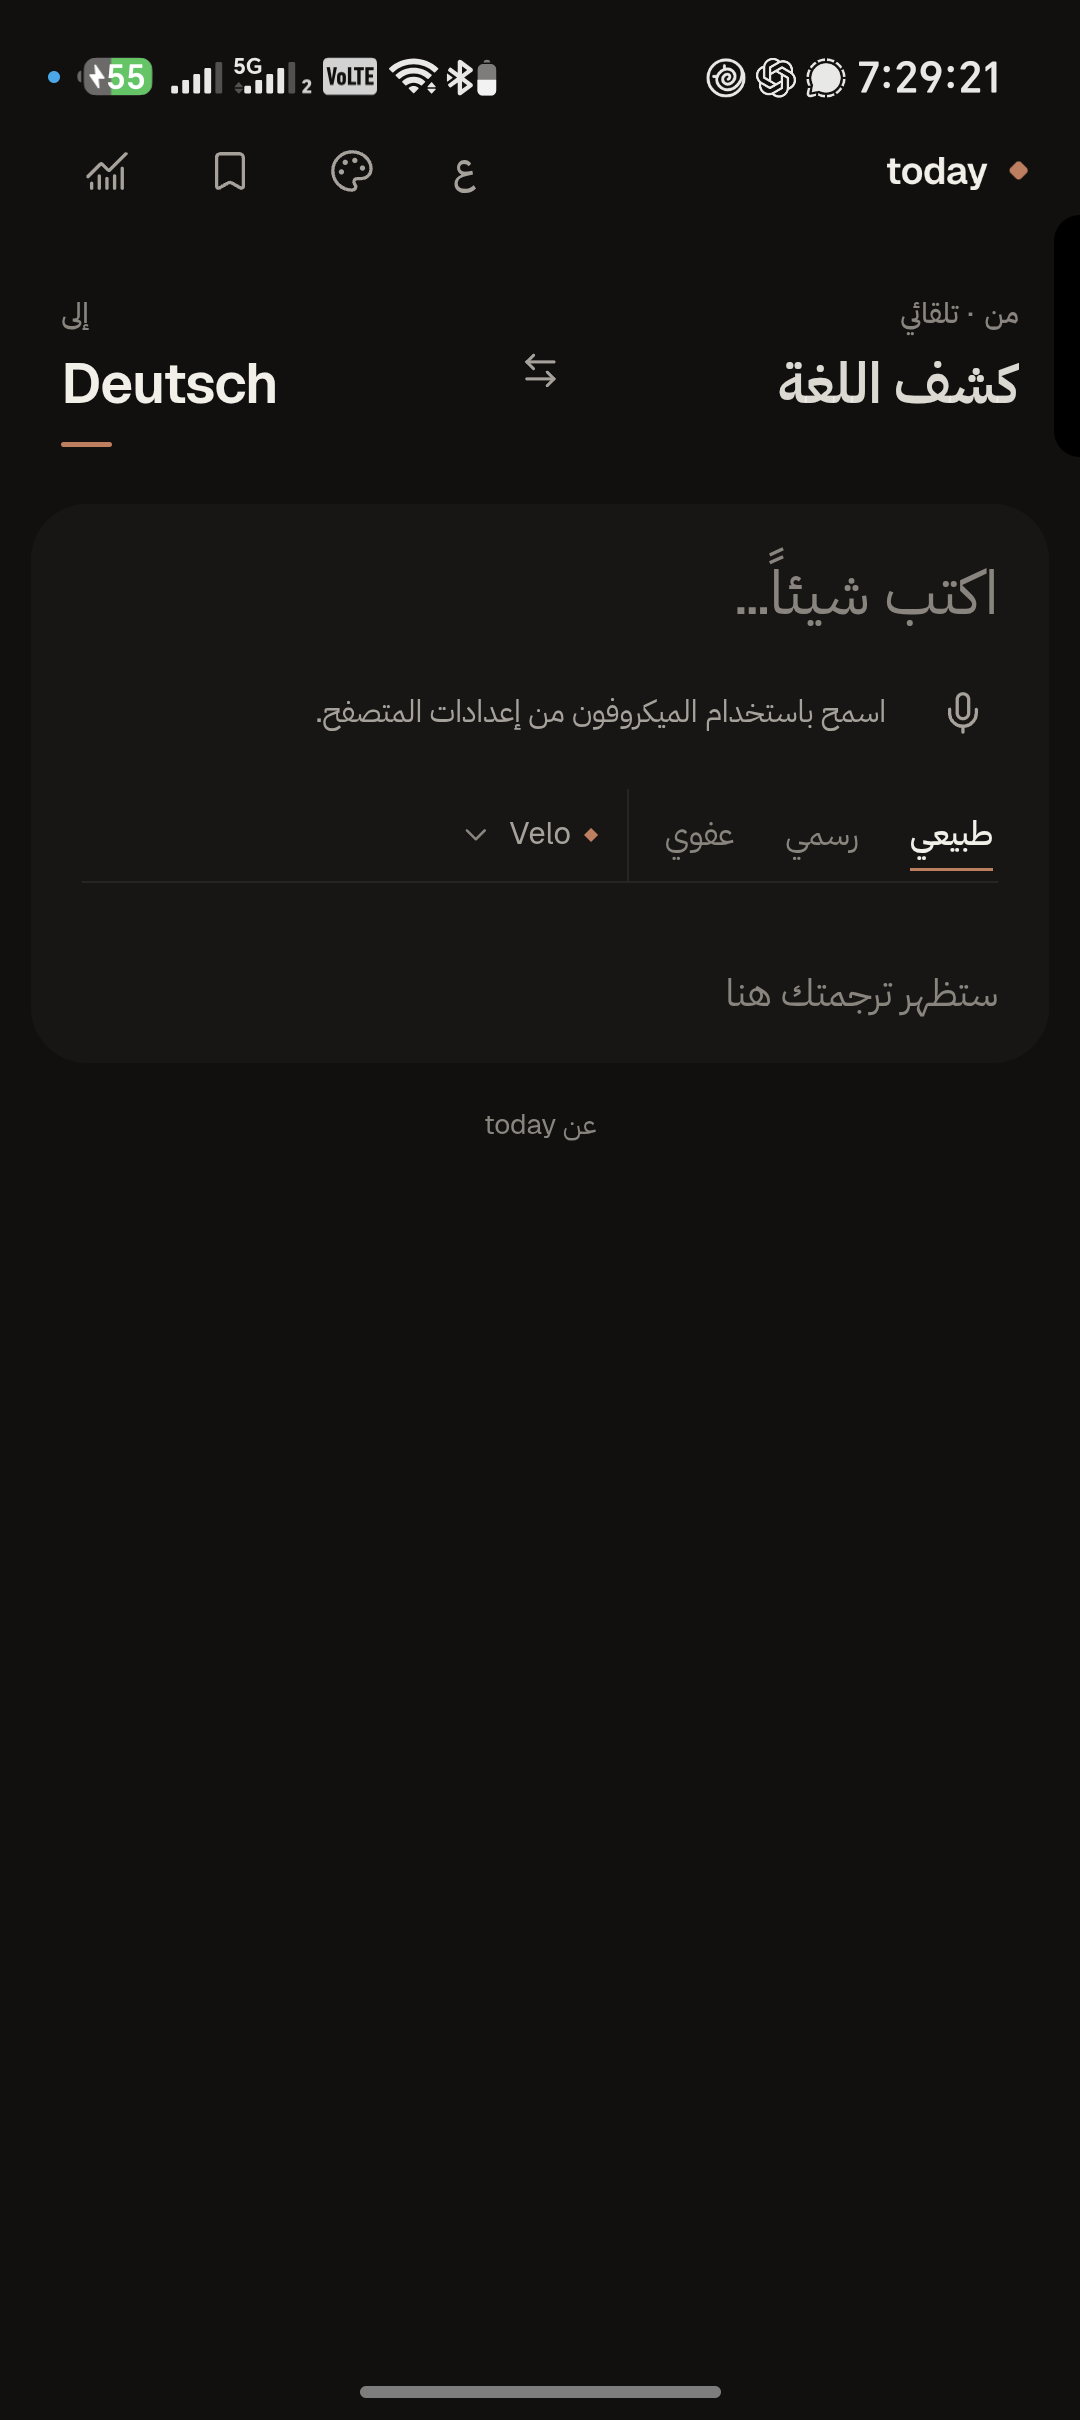 55 5G 2 VoLTE 7:29:21
today ع
من · تلقائي
كشف اللغة
إلى
Deutsch
اكتب شيئاً...
اسمح باستخدام الميكروفون من إعدادات المتصفح.
طبيعي رسمي عفوي Velo
ستظهر ترجمتك هنا
عن today